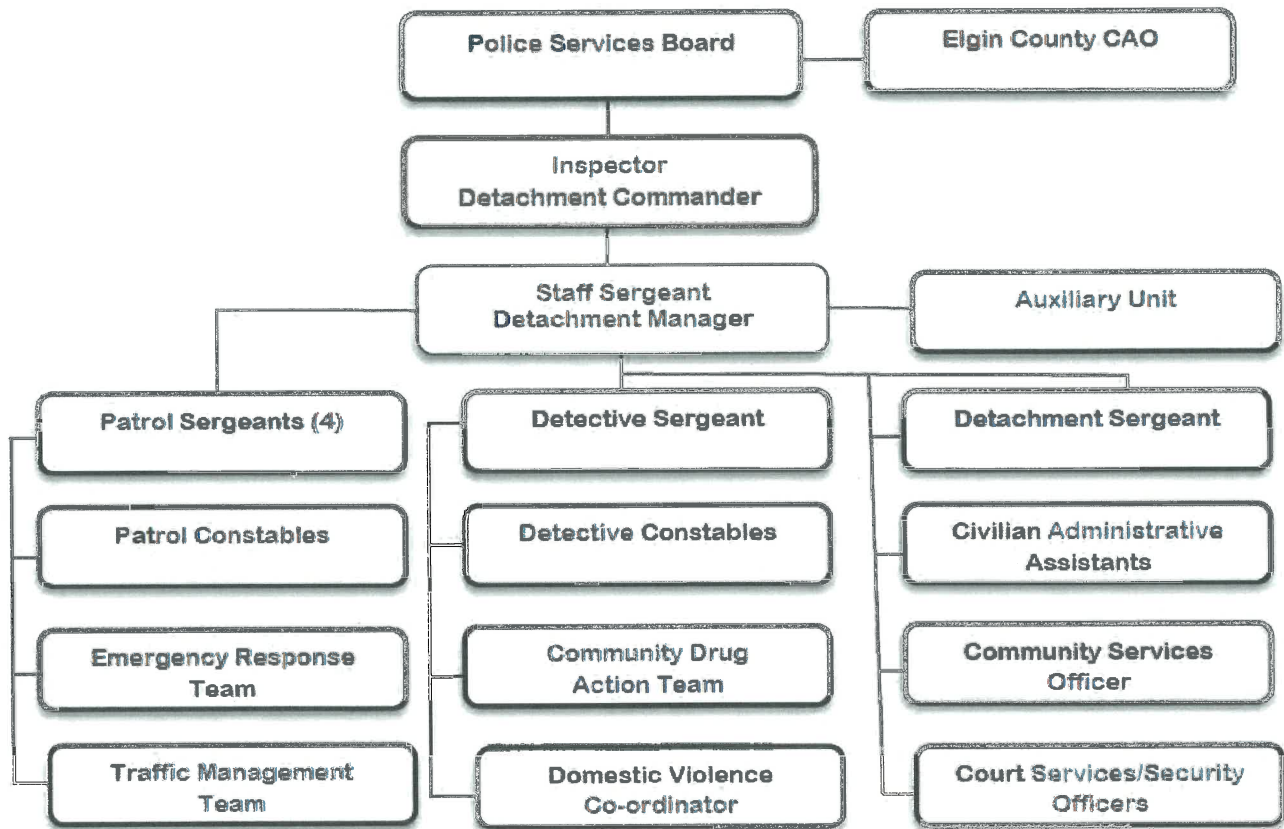 Police Services Board
Elgin County CAO
Inspector
Detachment Commander
Staff Sergeant
Detachment Manager
Auxiliary Unit
Patrol Sergeants (4)
Detective Sergeant
Detachment Sergeant
Patrol Constables
Detective Constables
Civilian Administrative
Assistants
Emergency Response
Team
Community Drug
Action Team
Community Services
Officer
Traffic Management
Team
Domestic Violence
Co-ordinator
Court Services/Security
Officers